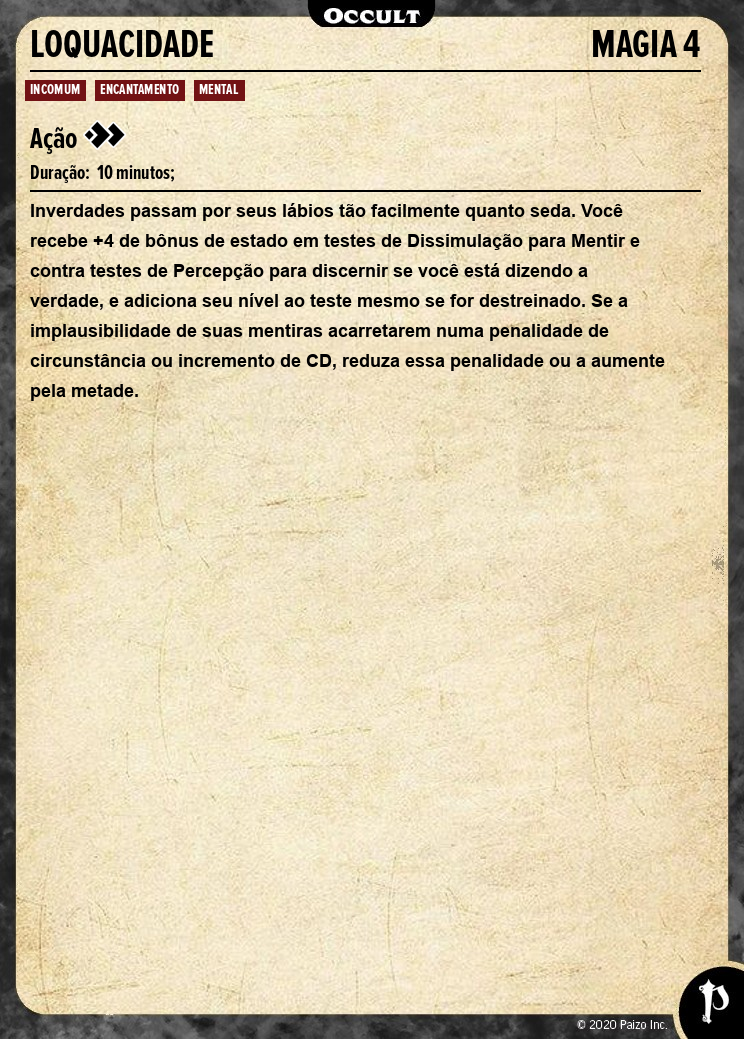 OCCULT
LOQUACIDADE MAGIA 4
INCOMUM ENCANTAMENTO MENTAL
Ação
Duração: 10 minutos;
Inverdades passam por seus lábios tão facilmente quanto seda. Você
recebe +4 de bônus de estado em testes de Dissimulação para Mentir e
contra testes de Percepção para discernir se você está dizendo a
verdade, e adiciona seu nível ao teste mesmo se for destreinado. Se a
implausibilidade de suas mentiras acarretarem numa penalidade de
circunstância ou incremento de CD, reduza essa penalidade ou a aumente
pela metade.
© 2020 Paizo Inc.